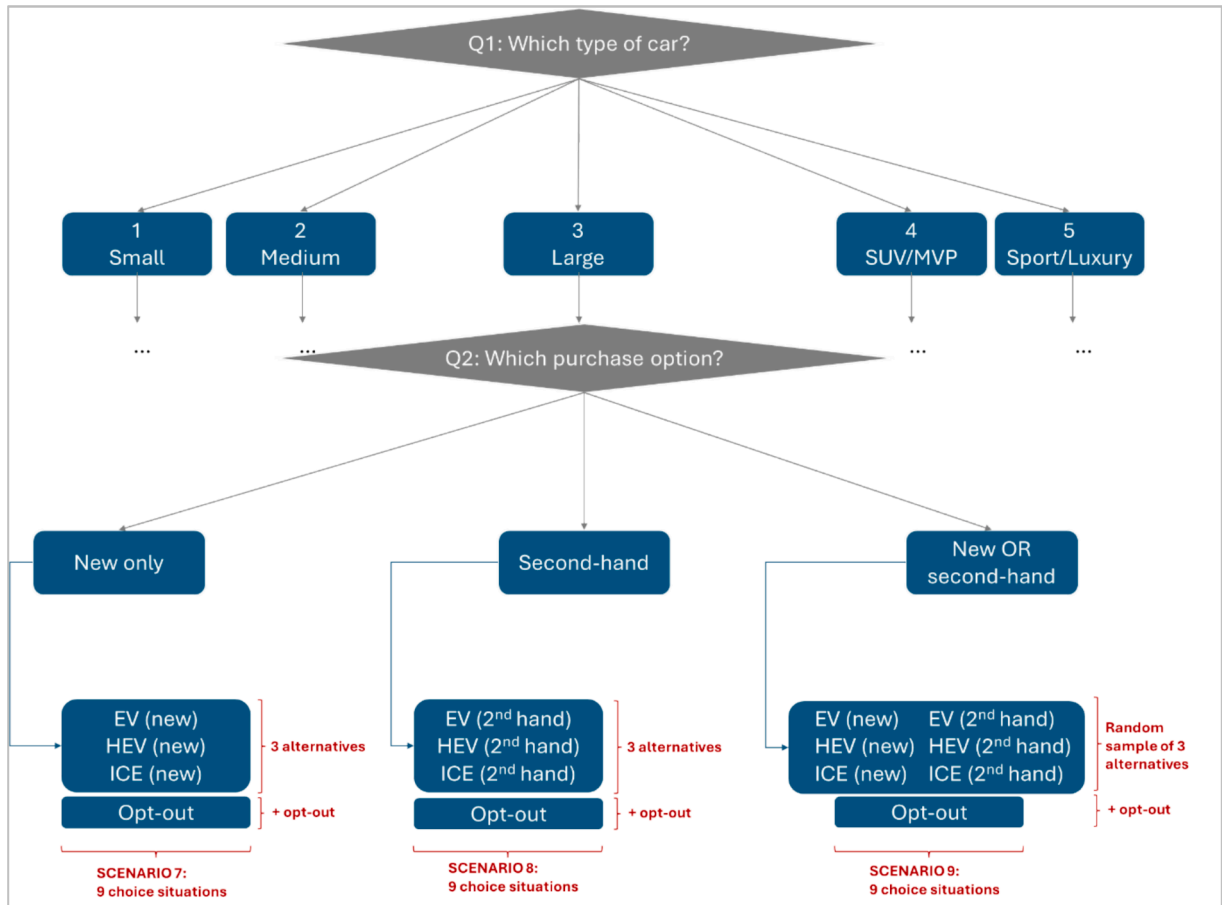 Q1: Which type of car?
1
Small
2
Medium
3
Large
4
SUV/MVP
5
Sport/Luxury
...
...
...
...
Q2: Which purchase option?
New only
Second-hand
New OR
second-hand
EV (new)
HEV (new)
ICE (new)
3 alternatives
Opt-out
+ opt-out
SCENARIO 7:
9 choice situations
EV (2nd hand)
HEV (2nd hand)
ICE (2nd hand)
3 alternatives
Opt-out
+ opt-out
SCENARIO 8:
9 choice situations
EV (new) EV (2nd hand)
HEV (new) HEV (2nd hand)
ICE (new) ICE (2nd hand)
Random
sample of 3
alternatives
Opt-out
+ opt-out
SCENARIO 9:
9 choice situations